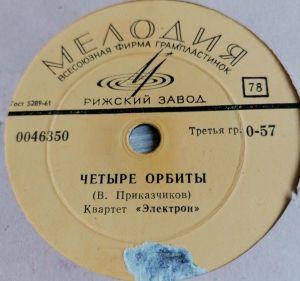 МЕЛОДИЯ
ВСЕСОЮЗНАЯ ФИРМА ГРАМПЛАСТИНОК
Гост 5289-61
78
РИЖСКИЙ ЗАВОД
0046350
Третья гр. 0-57
ЧЕТЫРЕ ОРБИТЫ
(В. Приказчиков)
Квартет «Электрон»